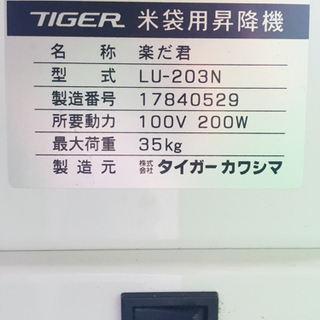 TIGER 米袋用昇降機
名称 楽だ君
型式 LU-203N
製造番号 17840529
所要動力 100V 200W
最大荷重 35kg
製造元 株式会社 タイガーカワシマ